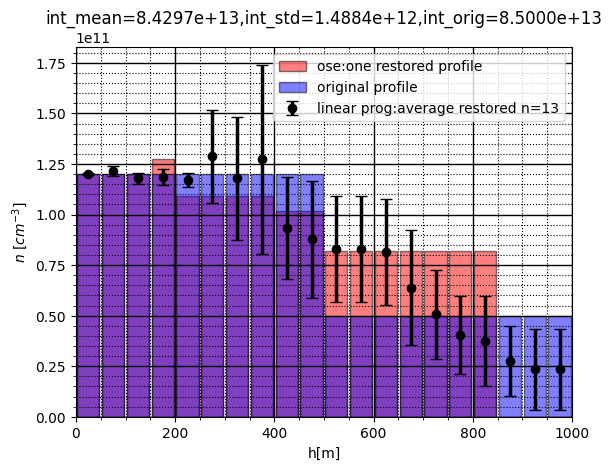 int_mean=8.4297e+13,int_std=1.4884e+12,int_orig=8.5000e+13
1e11
ose:one restored profile
original profile
linear prog:average restored n=13
1.75
1.50
1.25
1.00
0.75
0.50
0.25
0.00
n [cm⁻³]
0 200 400 600 800 1000
h[m]